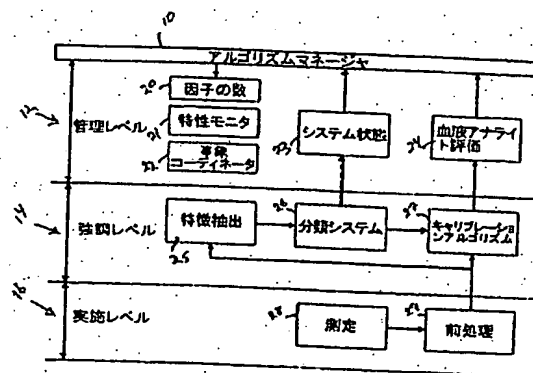 10
アルゴリズムマネージャ
20
因子の数
12
管理レベル
21
特性モニタ
23
システム状態
24
血液アナライ
ト評価
22
事象
コーディネータ
14
強調レベル
特徴抽出
25
26
分類システム
27
キャリブレーショ
ンアルゴリズム
16
実施レベル
28
測定
前処理